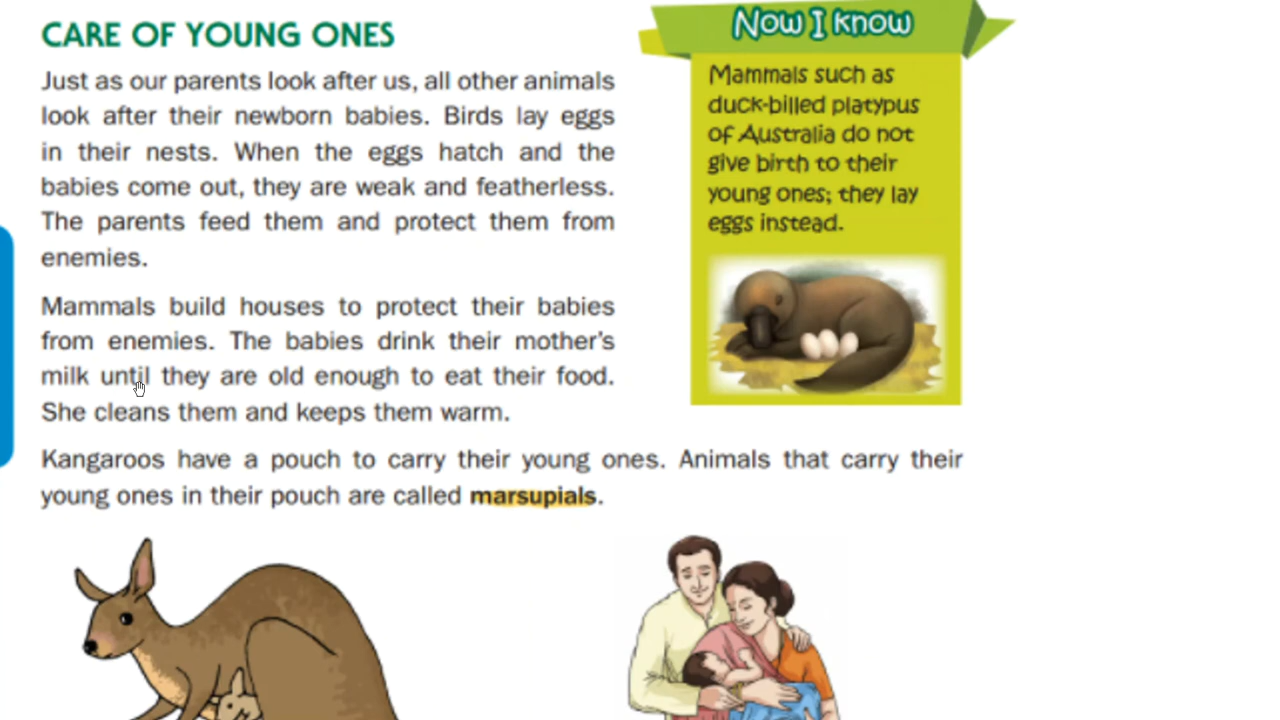 CARE OF YOUNG ONES
Just as our parents look after us, all other animals
look after their newborn babies. Birds lay eggs
in their nests. When the eggs hatch and the
babies come out, they are weak and featherless.
The parents feed them and protect them from
enemies.
Mammals build houses to protect their babies
from enemies. The babies drink their mother's
milk until they are old enough to eat their food.
She cleans them and keeps them warm.
Kangaroos have a pouch to carry their young ones. Animals that carry their
young ones in their pouch are called marsupials.
Now I know
Mammals such as
duck-billed platypus
of Australia do not
give birth to their
young ones; they lay
eggs instead.